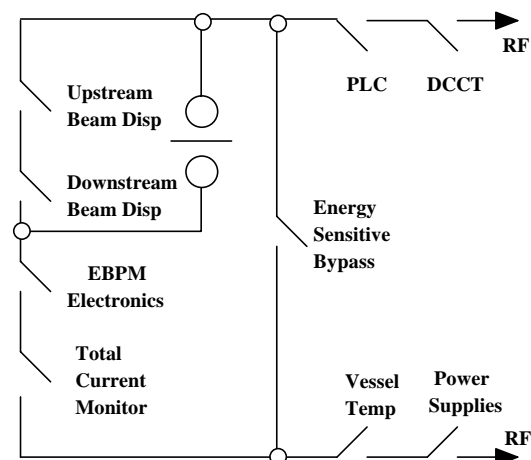 RF
PLC
DCCT
Upstream
Beam Disp
Downstream
Beam Disp
Energy
Sensitive
Bypass
EBPM
Electronics
Total
Current
Monitor
Vessel
Temp
Power
Supplies
RF